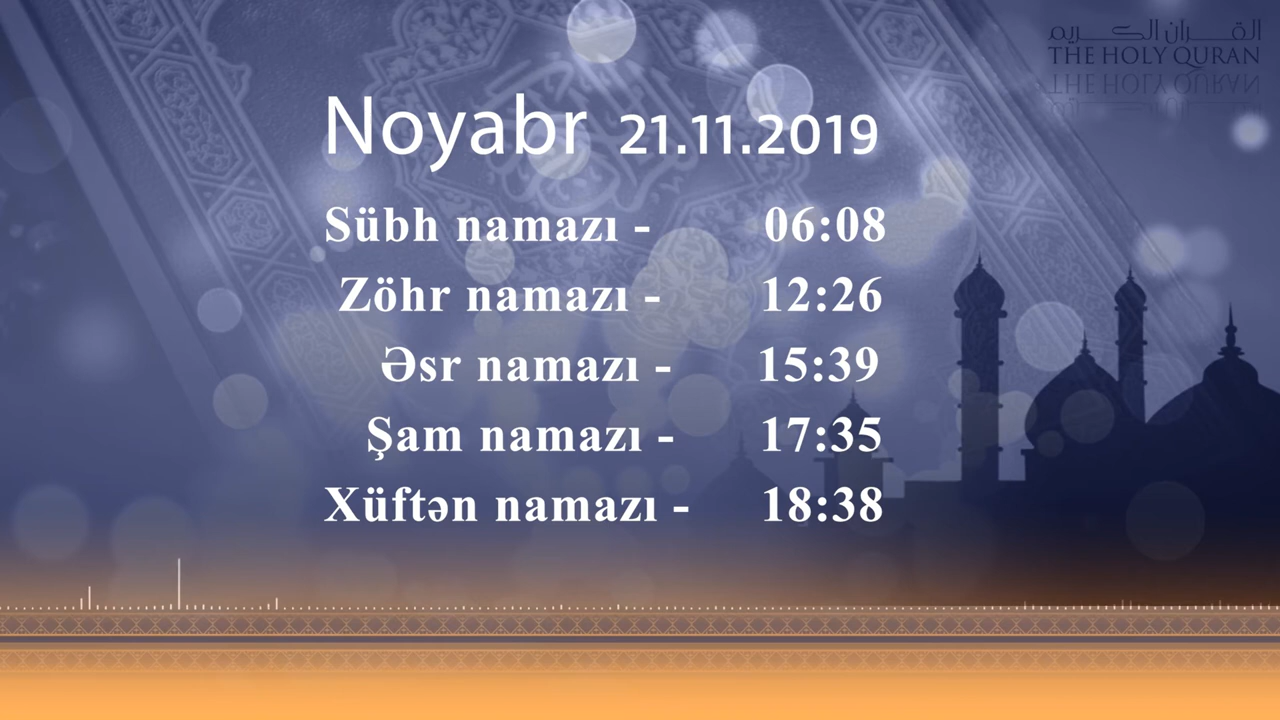 القرآن الكريم
THE HOLY QURAN
Noyabr 21.11.2019
Sübh namazı - 06:08
Zöhr namazı - 12:26
Əsr namazı - 15:39
Şam namazı - 17:35
Xüftən namazı - 18:38